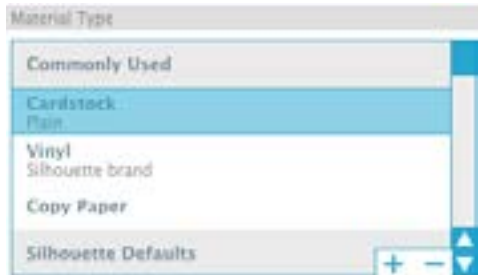 Material Type
Commonly Used
Cardstock
Plain
Vinyl
Silhouette brand
Copy Paper
Silhouette Defaults
+ −